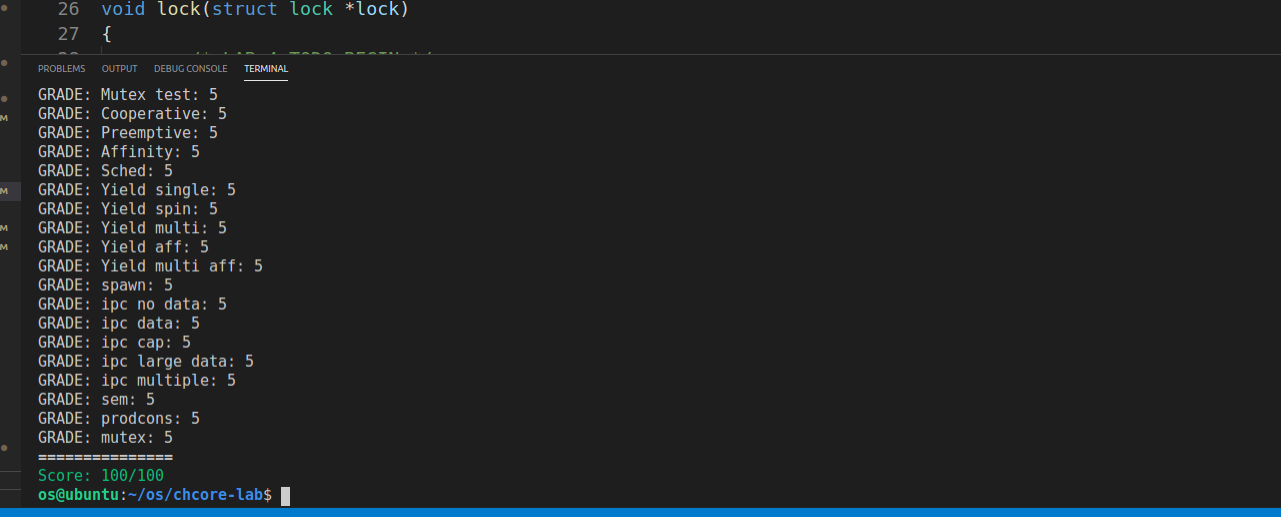 26 void lock(struct lock *lock)
27 {
PROBLEMS OUTPUT DEBUG CONSOLE TERMINAL
GRADE: Mutex test: 5
GRADE: Cooperative: 5
GRADE: Preemptive: 5
GRADE: Affinity: 5
GRADE: Sched: 5
GRADE: Yield single: 5
GRADE: Yield spin: 5
GRADE: Yield multi: 5
GRADE: Yield aff: 5
GRADE: Yield multi aff: 5
GRADE: spawn: 5
GRADE: ipc no data: 5
GRADE: ipc data: 5
GRADE: ipc cap: 5
GRADE: ipc large data: 5
GRADE: ipc multiple: 5
GRADE: sem: 5
GRADE: prodcons: 5
GRADE: mutex: 5
===============
Score: 100/100
os@ubuntu:~/os/chcore-lab$
M
M
M
M